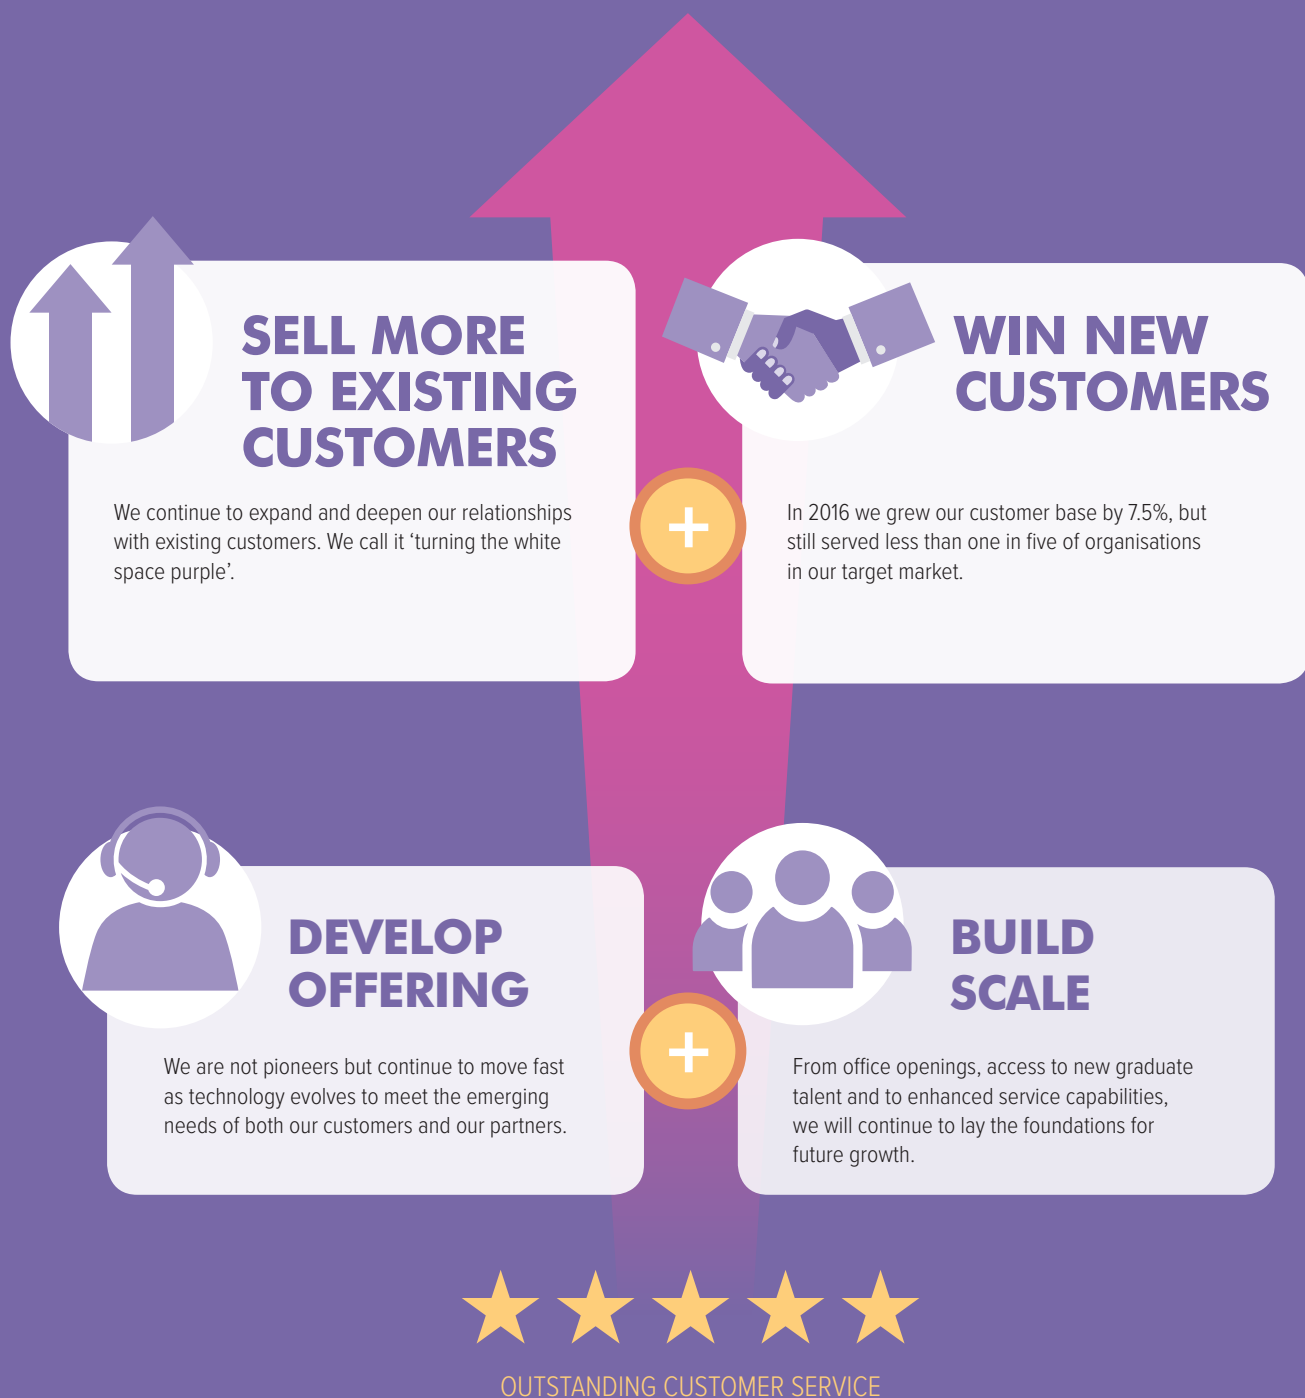 SELL MORE
TO EXISTING
CUSTOMERS
We continue to expand and deepen our relationships
with existing customers. We call it ‘turning the white
space purple’.
+
WIN NEW
CUSTOMERS
In 2016 we grew our customer base by 7.5%, but
still served less than one in five of organisations
in our target market.
DEVELOP
OFFERING
We are not pioneers but continue to move fast
as technology evolves to meet the emerging
needs of both our customers and our partners.
+
BUILD
SCALE
From office openings, access to new graduate
talent and to enhanced service capabilities,
we will continue to lay the foundations for
future growth.
OUTSTANDING CUSTOMER SERVICE